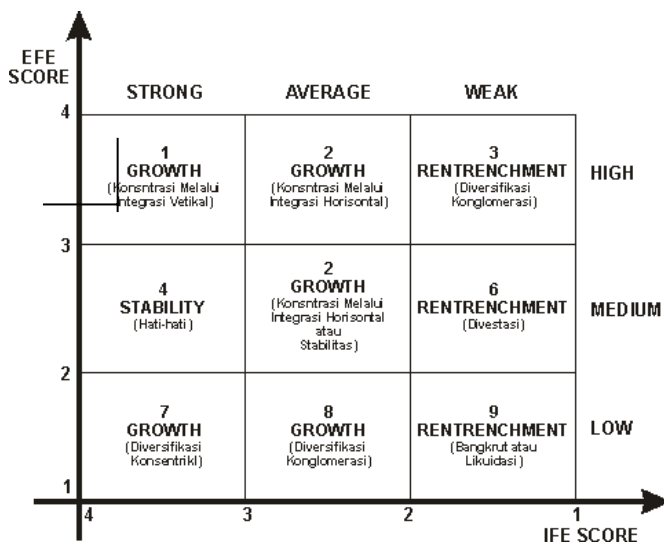 EFE
SCORE
STRONG
AVERAGE
WEAK
4
1
GROWTH
(Konsntrasi Melalui
Integrasi Vetikal)
2
GROWTH
(Konsntrasi Melalui
Integrasi Horisontal)
3
RENTRENCHMENT
(Diversifikasi
Konglomerasi)
HIGH
3
4
STABILITY
(Hati-hati)
2
GROWTH
(Konsntrasi Melalui
Integrasi Horisontal
atau
Stabilitas)
6
RENTRENCHMENT
(Divestasi)
MEDIUM
2
7
GROWTH
(Diversifikasi
Konsentrikl)
8
GROWTH
(Diversifikasi
Konglomerasi)
9
RENTRENCHMENT
(Bangkrut atau
Likuidasi)
LOW
1
4
3
2
1
IFE SCORE